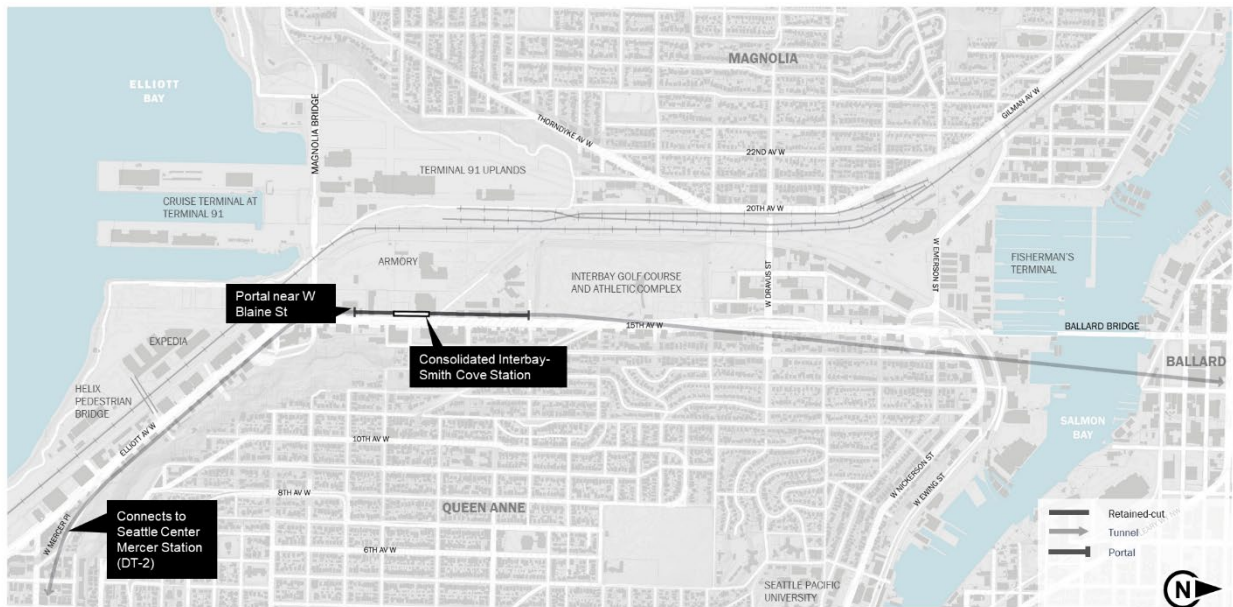 MAGNOLIA
ELLIOTT
BAY
MAGNOLIA BRIDGE
THORNDYKE AV W
GILMAN AV W
22ND AV W
TERMINAL 91 UPLANDS
CRUISE TERMINAL AT
TERMINAL 91
20TH AV W
W EMERSON ST
FISHERMAN'S
TERMINAL
ARMORY
INTERBAY GOLF COURSE
AND ATHLETIC COMPLEX
W DRAVUS ST
Portal near W
Blaine St
15TH AV W
BALLARD BRIDGE
EXPEDIA
Consolidated Interbay-
Smith Cove Station
BALLARD
HELIX
PEDESTRIAN
BRIDGE
ELLIOTT AV W
SALMON
BAY
10TH AV W
W NICKERSON ST
W EWING ST
8TH AV W
QUEEN ANNE
Connects to
Seattle Center
Mercer Station
(DT-2)
W MERCER PL
6TH AV W
SEATTLE PACIFIC
UNIVERSITY
Retained-cut
Tunnel
Portal
N